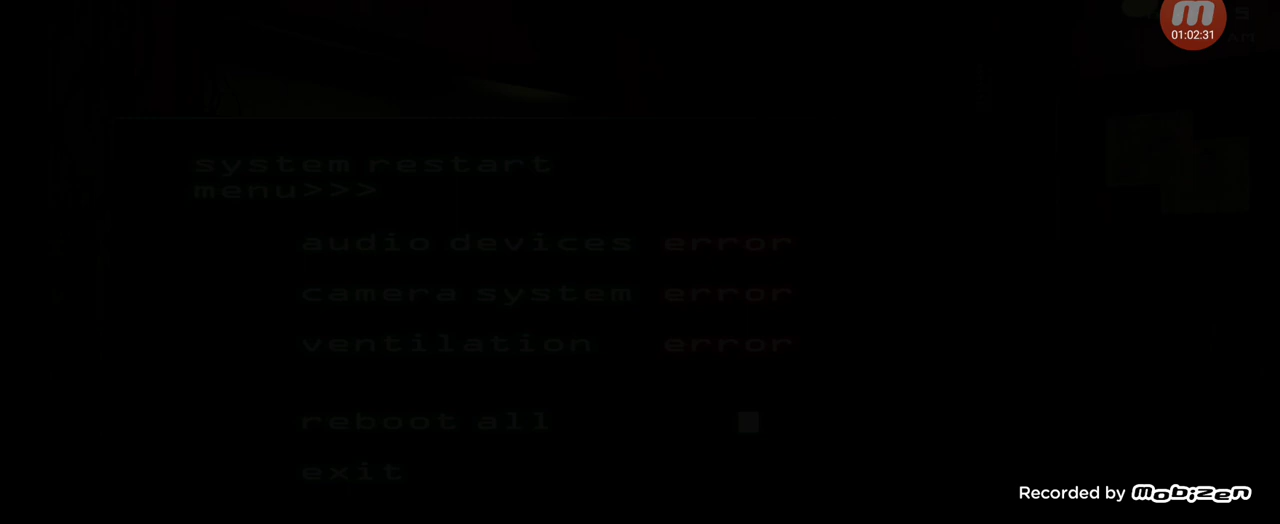 01:02:31
system restart
menu>>>
audio devices error
camera system error
ventilation error
reboot all
exit
Recorded by mobizen